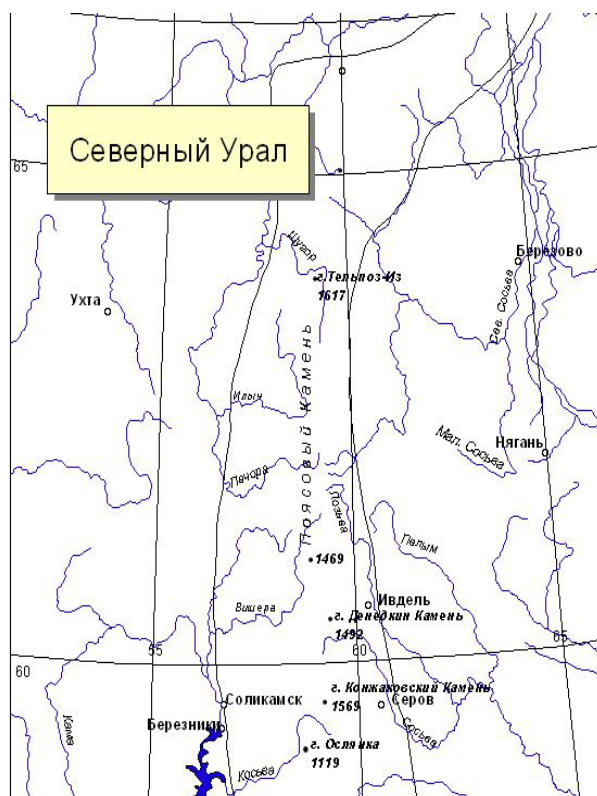 Северный Урал
65
Щугор
Берёзово
г.Тельпоз-Из
1617
Ухта
Сев. Сосьва
Поясовый Камень
Илыч
Мал. Сосьва
Нягань
Печора
Лозьва
Пелым
1469
Ивдель
Вишера
г. Денедкин Камень
1492
65
55
60
60
г. Конжаковский Камень
1569
Соликамск
Серов
Кама
Березники
Сосьва
г. Ослянка
1119
Косьва